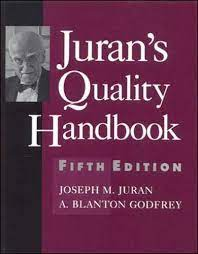 Juran's
Quality
Handbook
FIFTH EDITION
JOSEPH M. JURAN
A. BLANTON GODFREY